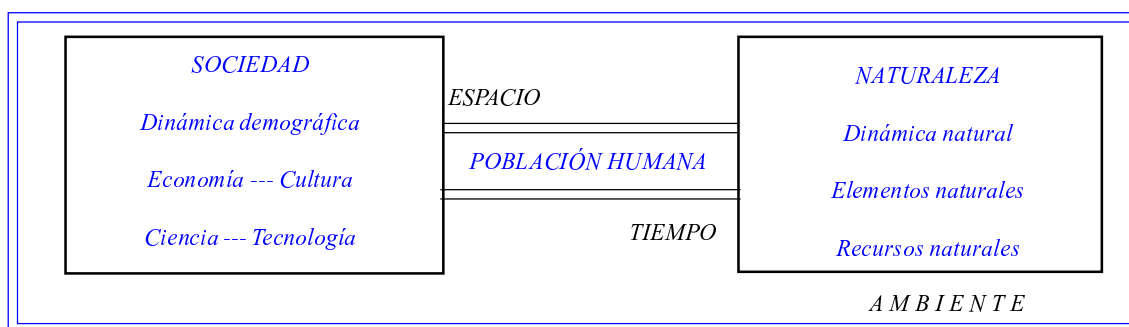 SOCIEDAD
Dinámica demográfica
Economía --- Cultura
Ciencia --- Tecnología
ESPACIO
POBLACIÓN HUMANA
TIEMPO
NATURALEZA
Dinámica natural
Elementos naturales
Recursos naturales
A M B I E N T E